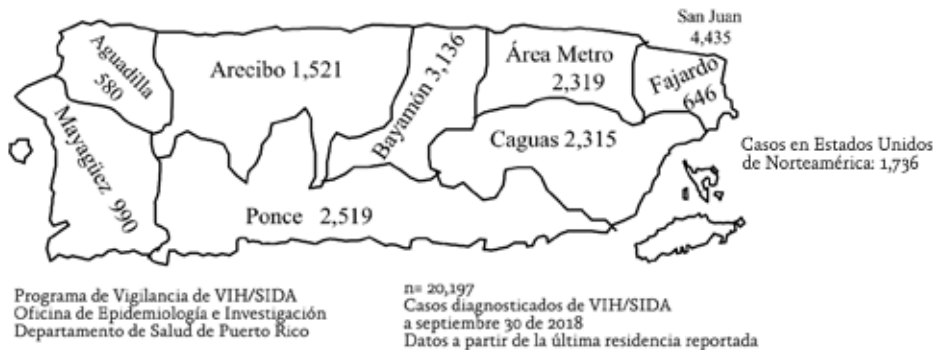 San Juan
4,435
Aguadilla
580
Arecibo 1,521
Bayamón 3,136
Área Metro
2,319
Fajardo
646
Mayagüez 990
Caguas 2,315
Casos en Estados Unidos
de Norteamérica: 1,736
Ponce 2,519
Programa de Vigilancia de VIH/SIDA
Oficina de Epidemiología e Investigación
Departamento de Salud de Puerto Rico
n= 20,197
Casos diagnosticados de VIH/SIDA
a septiembre 30 de 2018
Datos a partir de la última residencia reportada